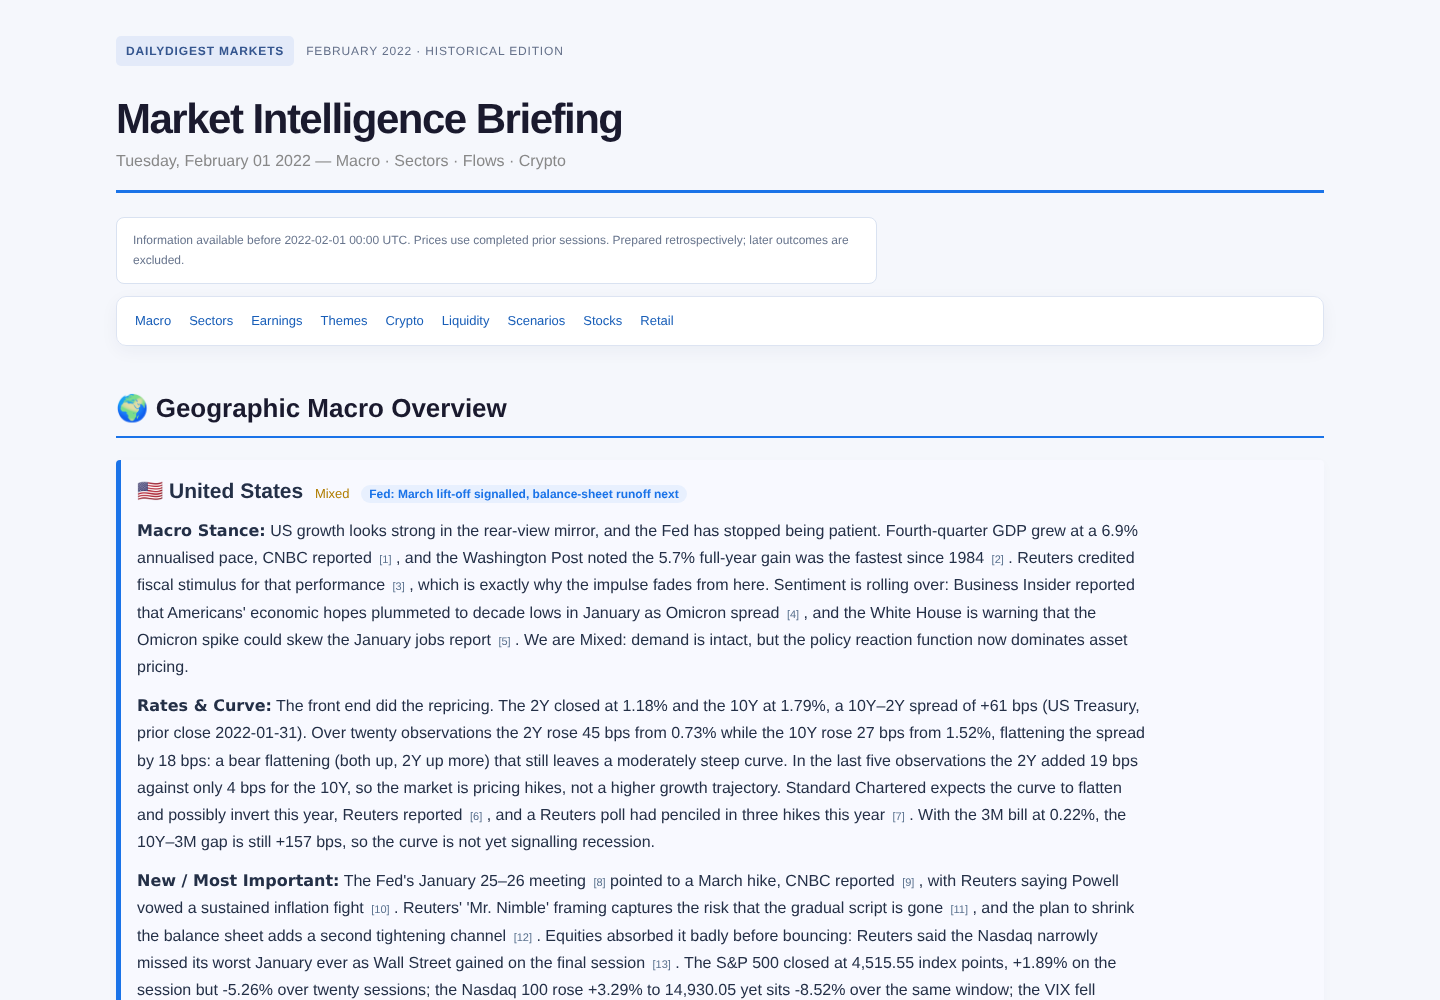 DAILYDIGEST MARKETS FEBRUARY 2022 · HISTORICAL EDITION
Market Intelligence Briefing
Tuesday, February 01 2022 — Macro · Sectors · Flows · Crypto
Information available before 2022-02-01 00:00 UTC. Prices use completed prior sessions. Prepared retrospectively; later outcomes are
excluded.
Macro Sectors Earnings Themes Crypto Liquidity Scenarios Stocks Retail
🌍 Geographic Macro Overview
🇺🇸 United States Mixed Fed: March lift-off signalled, balance-sheet runoff next
Macro Stance: US growth looks strong in the rear-view mirror, and the Fed has stopped being patient. Fourth-quarter GDP grew at a 6.9%
annualised pace, CNBC reported [1] , and the Washington Post noted the 5.7% full-year gain was the fastest since 1984 [2] . Reuters credited
fiscal stimulus for that performance [3] , which is exactly why the impulse fades from here. Sentiment is rolling over: Business Insider reported
that Americans' economic hopes plummeted to decade lows in January as Omicron spread [4] , and the White House is warning that the
Omicron spike could skew the January jobs report [5] . We are Mixed: demand is intact, but the policy reaction function now dominates asset
pricing.
Rates & Curve: The front end did the repricing. The 2Y closed at 1.18% and the 10Y at 1.79%, a 10Y–2Y spread of +61 bps (US Treasury,
prior close 2022-01-31). Over twenty observations the 2Y rose 45 bps from 0.73% while the 10Y rose 27 bps from 1.52%, flattening the spread
by 18 bps: a bear flattening (both up, 2Y up more) that still leaves a moderately steep curve. In the last five observations the 2Y added 19 bps
against only 4 bps for the 10Y, so the market is pricing hikes, not a higher growth trajectory. Standard Chartered expects the curve to flatten
and possibly invert this year, Reuters reported [6] , and a Reuters poll had penciled in three hikes this year [7] . With the 3M bill at 0.22%, the
10Y–3M gap is still +157 bps, so the curve is not yet signalling recession.
New / Most Important: The Fed's January 25–26 meeting [8] pointed to a March hike, CNBC reported [9] , with Reuters saying Powell
vowed a sustained inflation fight [10] . Reuters' 'Mr. Nimble' framing captures the risk that the gradual script is gone [11] , and the plan to shrink
the balance sheet adds a second tightening channel [12] . Equities absorbed it badly before bouncing: Reuters said the Nasdaq narrowly
missed its worst January ever as Wall Street gained on the final session [13] . The S&P 500 closed at 4,515.55 index points, +1.89% on the
session but -5.26% over twenty sessions; the Nasdaq 100 rose +3.29% to 14,930.05 yet sits -8.52% over the same window; the VIX fell